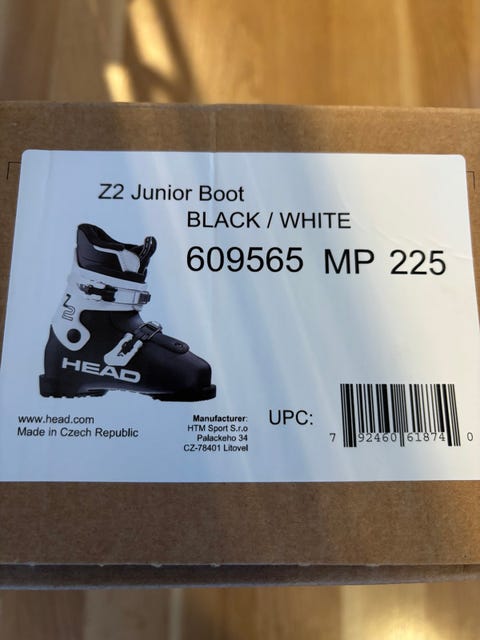 Z2 Junior Boot
BLACK / WHITE
609565 MP 225
Z2
HEAD
www.head.com
Made in Czech Republic
Manufacturer:
HTM Sport S.r.o
Palackeho 34
CZ-78401 Litovel
UPC:
7 92460 61874 0